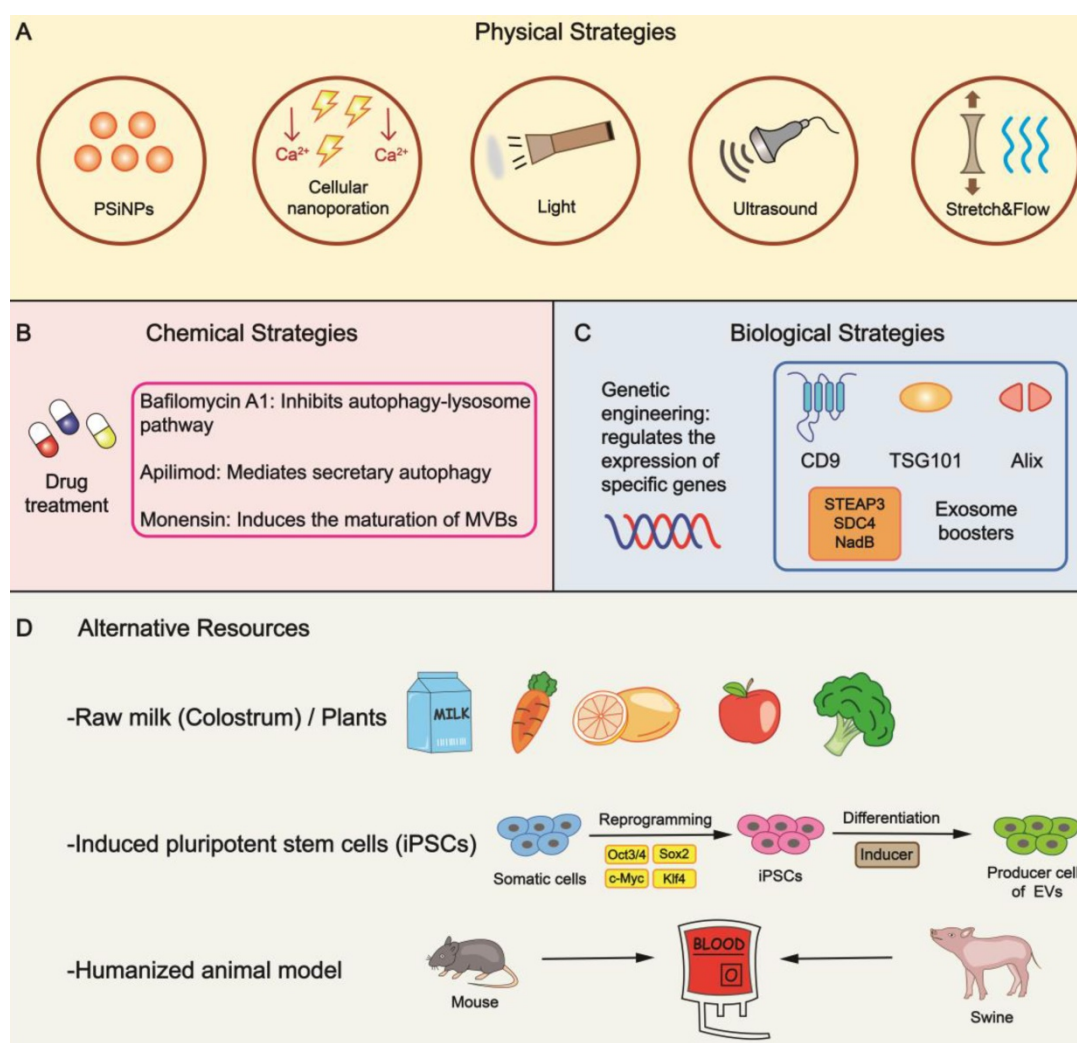 A
Physical Strategies
PSiNPs
Ca²⁺
Ca²⁺
Cellular
nanoporation
Light
Ultrasound
Stretch&Flow
B
Chemical Strategies
Drug
treatment
Bafilomycin A1: Inhibits autophagy-lysosome
pathway
Apilimod: Mediates secretary autophagy
Monensin: Induces the maturation of MVBs
C
Biological Strategies
Genetic
engineering:
regulates the
expression of
specific genes
CD9
TSG101
Alix
STEAP3
SDC4
NadB
Exosome
boosters
D
Alternative Resources
-Raw milk (Colostrum) / Plants
MILK
-Induced pluripotent stem cells (iPSCs)
Somatic cells
Reprogramming
Oct3/4
Sox2
c-Myc
Klf4
iPSCs
Differentiation
Inducer
Producer cell
of EVs
-Humanized animal model
Mouse
BLOOD
O
Swine